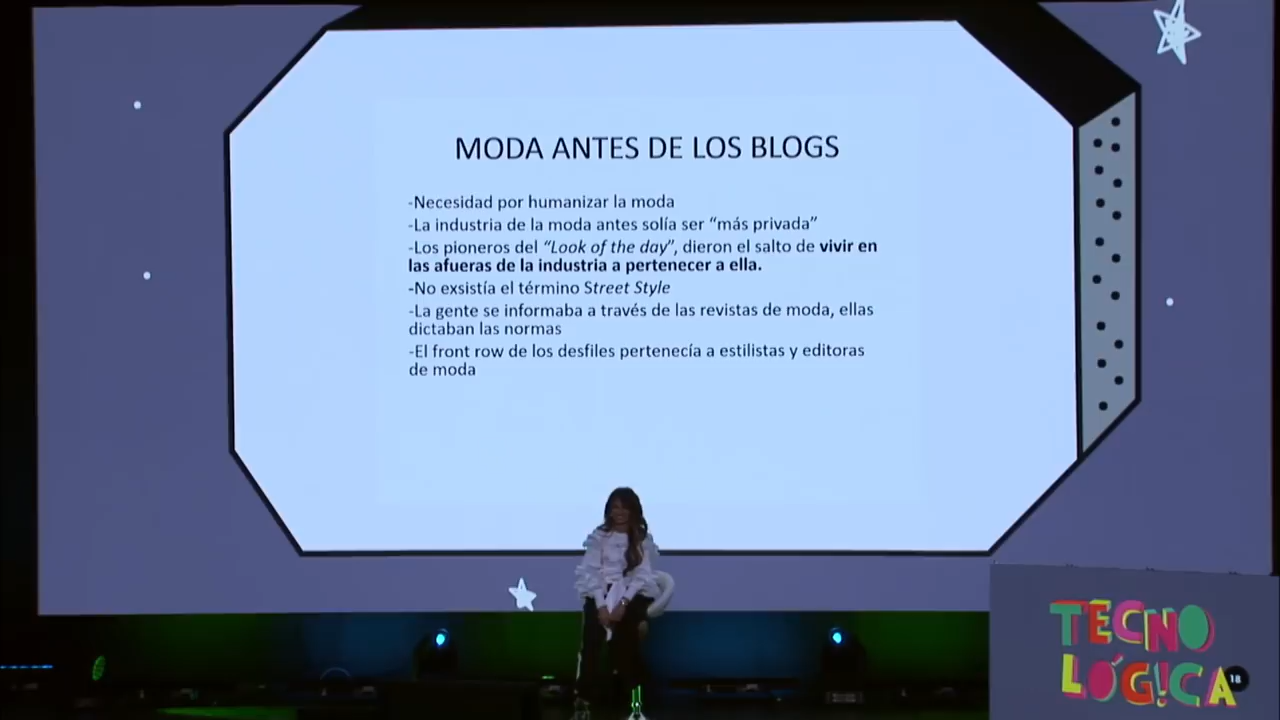 MODA ANTES DE LOS BLOGS
-Necesidad por humanizar la moda
-La industria de la moda antes solía ser “más privada”
-Los pioneros del “Look of the day”, dieron el salto de vivir en
las afueras de la industria a pertenecer a ella.
-No exsistía el término Street Style
-La gente se informaba a través de las revistas de moda, ellas
dictaban las normas
-El front row de los desfiles pertenecía a estilistas y editoras
de moda
TECNO
LÓG!CA
18